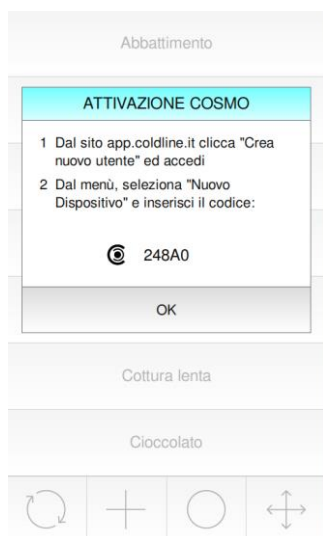 Abbattimento
ATTIVAZIONE COSMO
1 Dal sito app.coldline.it clicca "Crea
nuovo utente" ed accedi
2 Dal menù, seleziona "Nuovo
Dispositivo" e inserisci il codice:
248A0
OK
Cottura lenta
Cioccolato